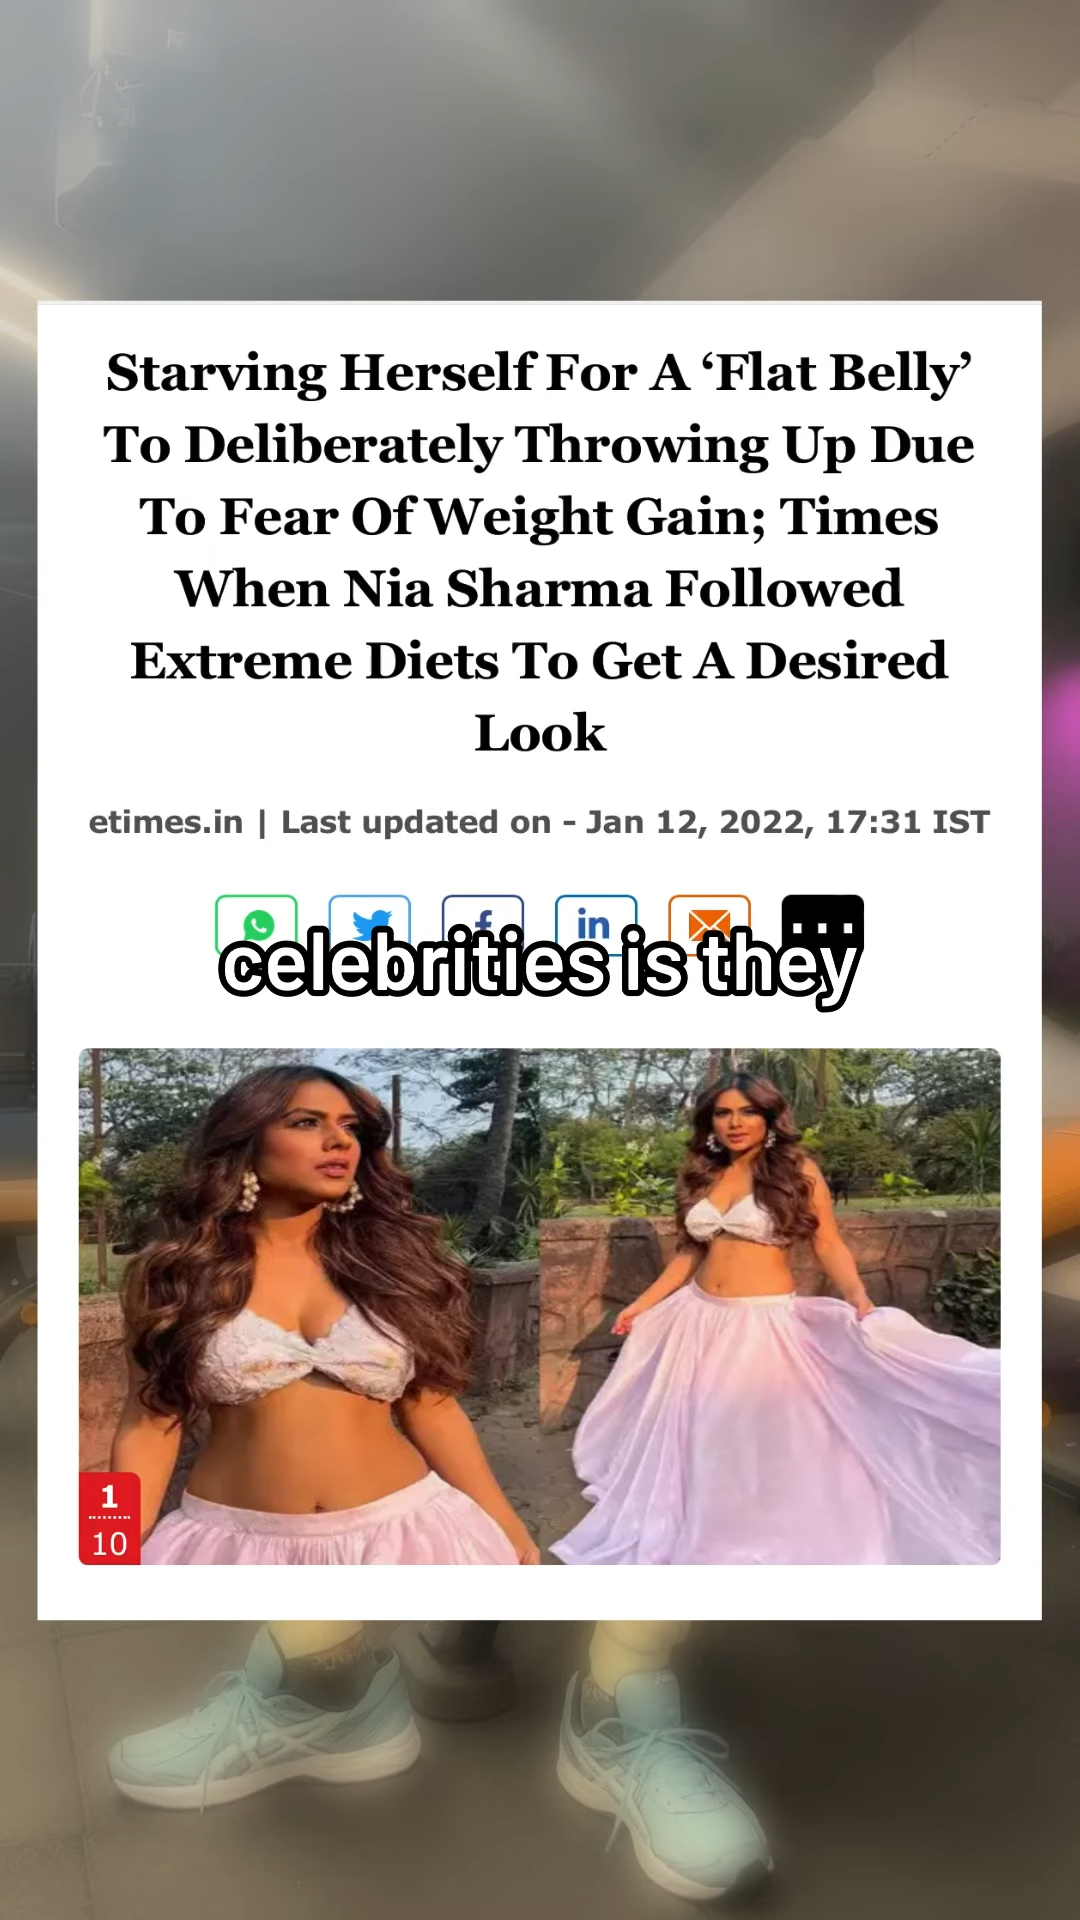 Starving Herself For A ‘Flat Belly’
To Deliberately Throwing Up Due
To Fear Of Weight Gain; Times
When Nia Sharma Followed
Extreme Diets To Get A Desired
Look
etimes.in | Last updated on - Jan 12, 2022, 17:31 IST
f in ...
celebrities is they
1
10